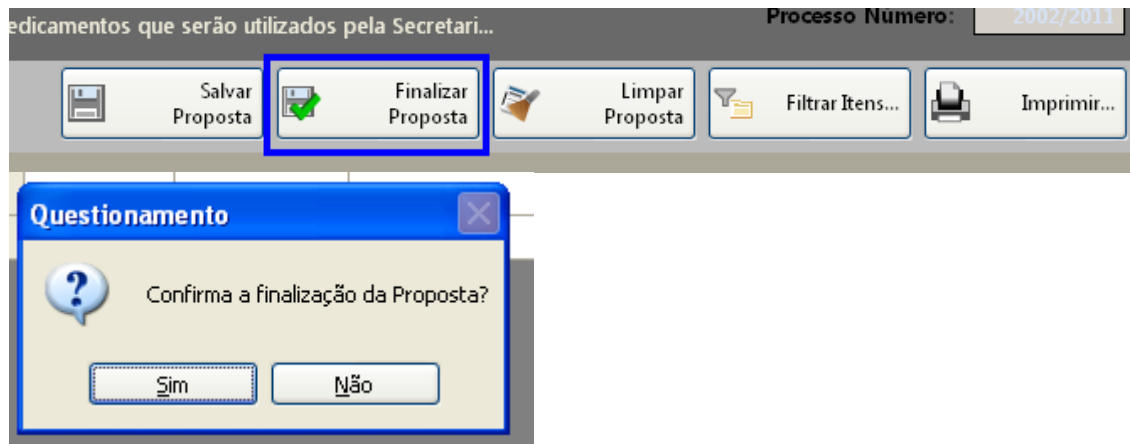 edicamentos que serão utilizados pela Secretari...
Processo Número:
2002/2011
Salvar
Proposta
Finalizar
Proposta
Limpar
Proposta
Filtrar Itens...
Imprimir...
Questionamento
Confirma a finalização da Proposta?
Sim
Não